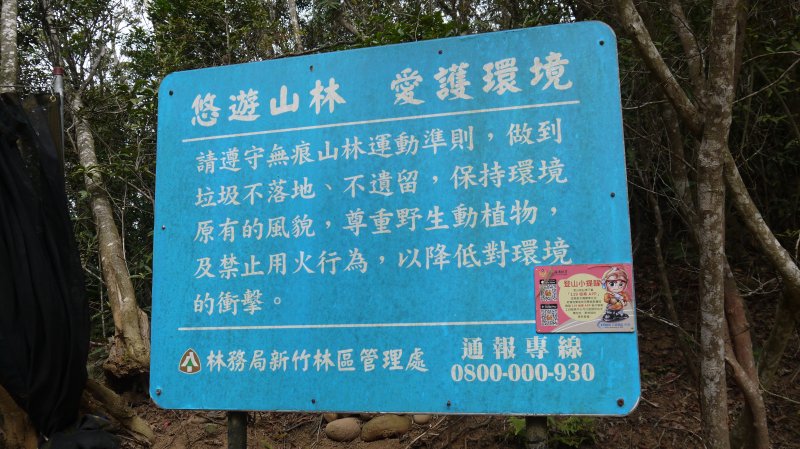 悠遊山林 愛護環境
請遵守無痕山林運動準則，做到
垃圾不落地、不遺留，保持環境
原有的風貌，尊重野生動植物，
及禁止用火行為，以降低對環境
的衝擊。
登山小提醒
林務局新竹林區管理處
通報專線
0800-000-930